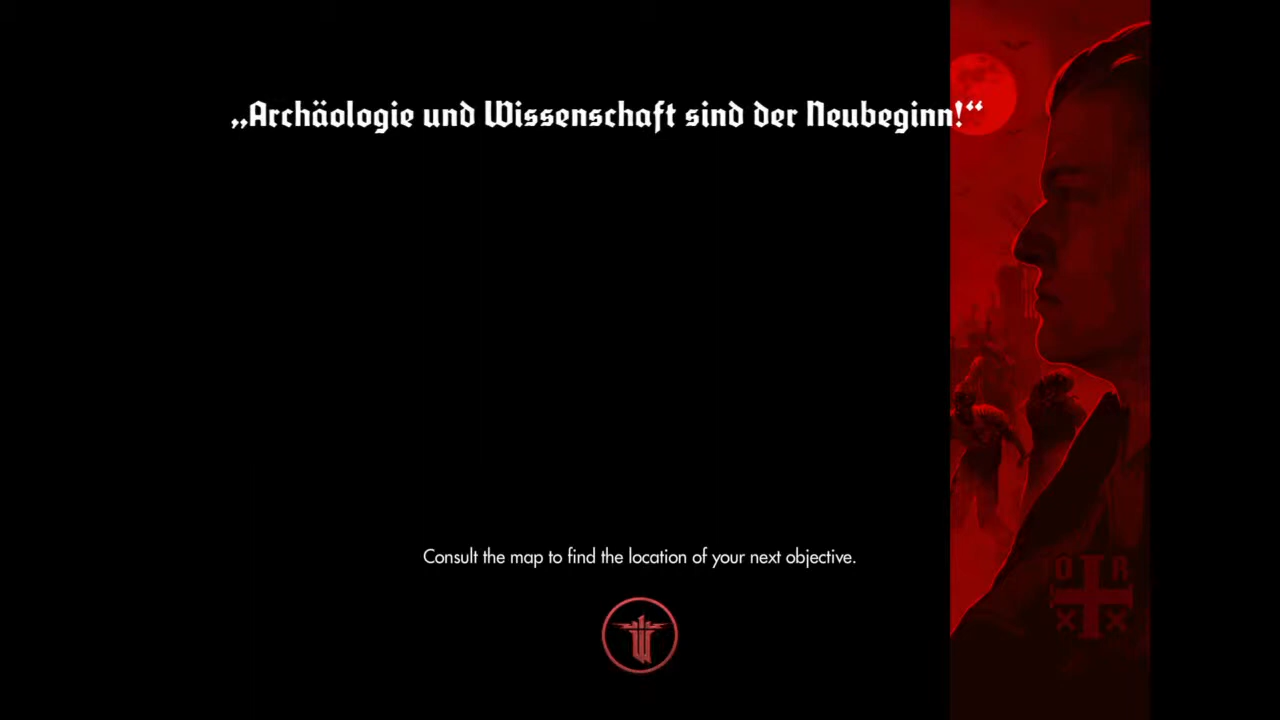 „Archäologie und Wissenschaft sind der Neubeginn!“
Consult the map to find the location of your next objective.
O R
X X